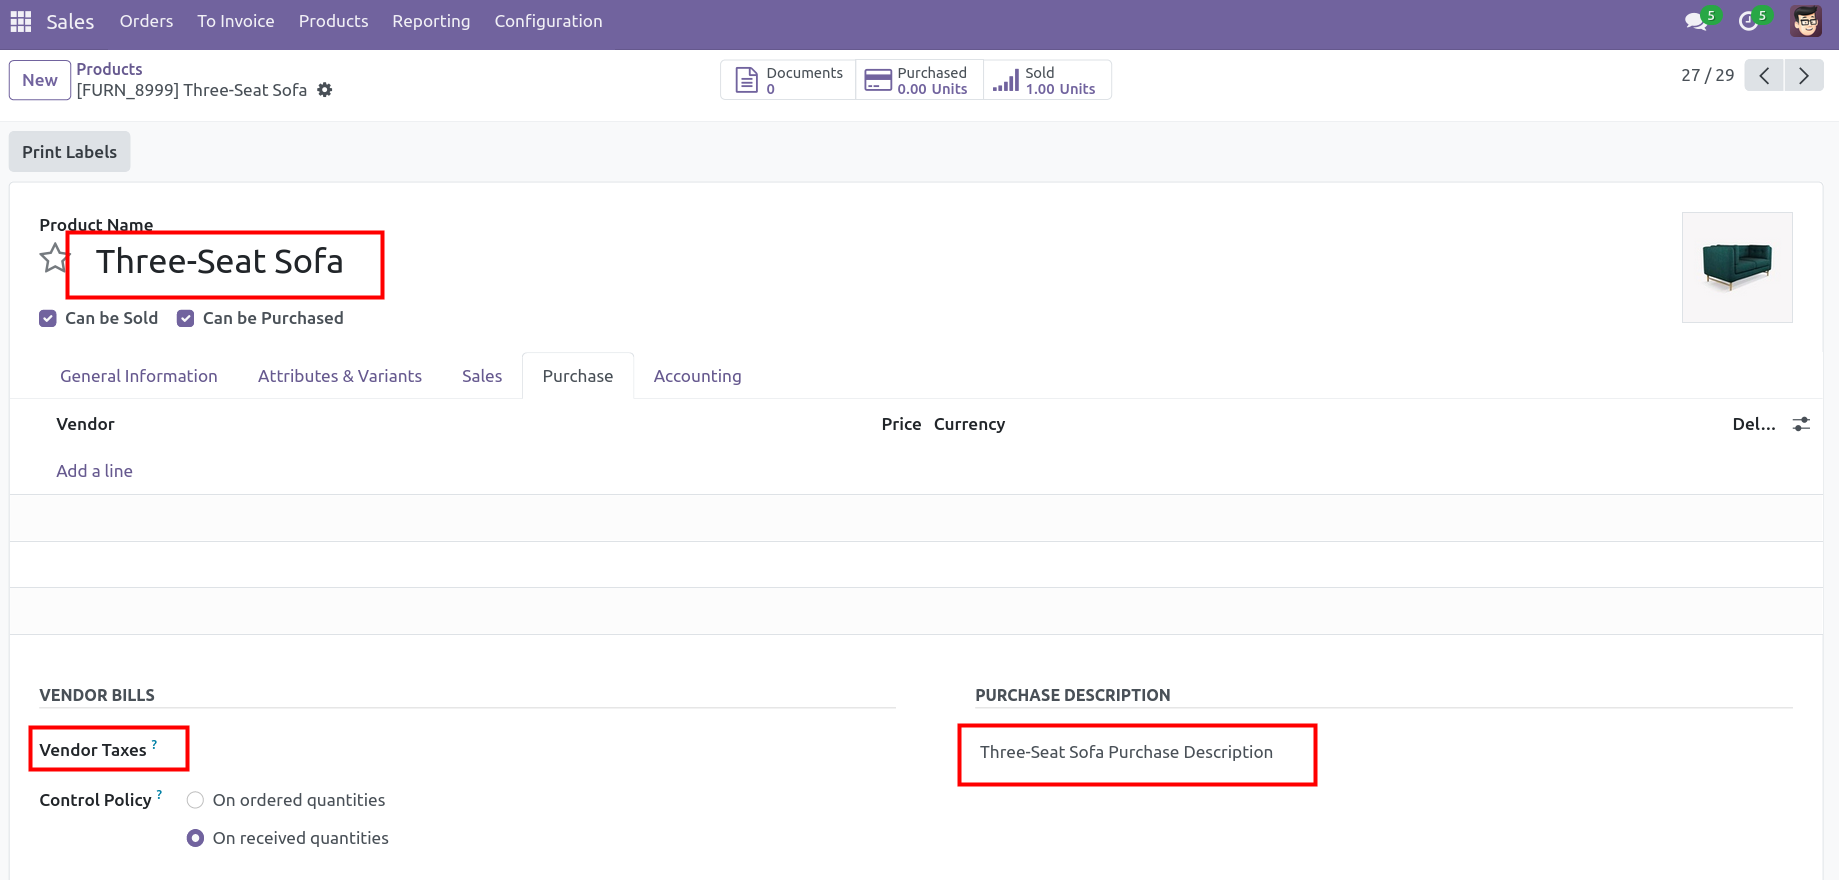 Sales Orders To Invoice Products Reporting Configuration 5 5
New Products
[FURN_8999] Three-Seat Sofa
Documents
0
Purchased
0.00 Units
Sold
1.00 Units
27 / 29
Print Labels
Product Name
Three-Seat Sofa
Can be Sold Can be Purchased
General Information Attributes & Variants Sales Purchase Accounting
Vendor Price Currency Del...
Add a line
VENDOR BILLS
Vendor Taxes ?
Control Policy ? On ordered quantities
On received quantities
PURCHASE DESCRIPTION
Three-Seat Sofa Purchase Description